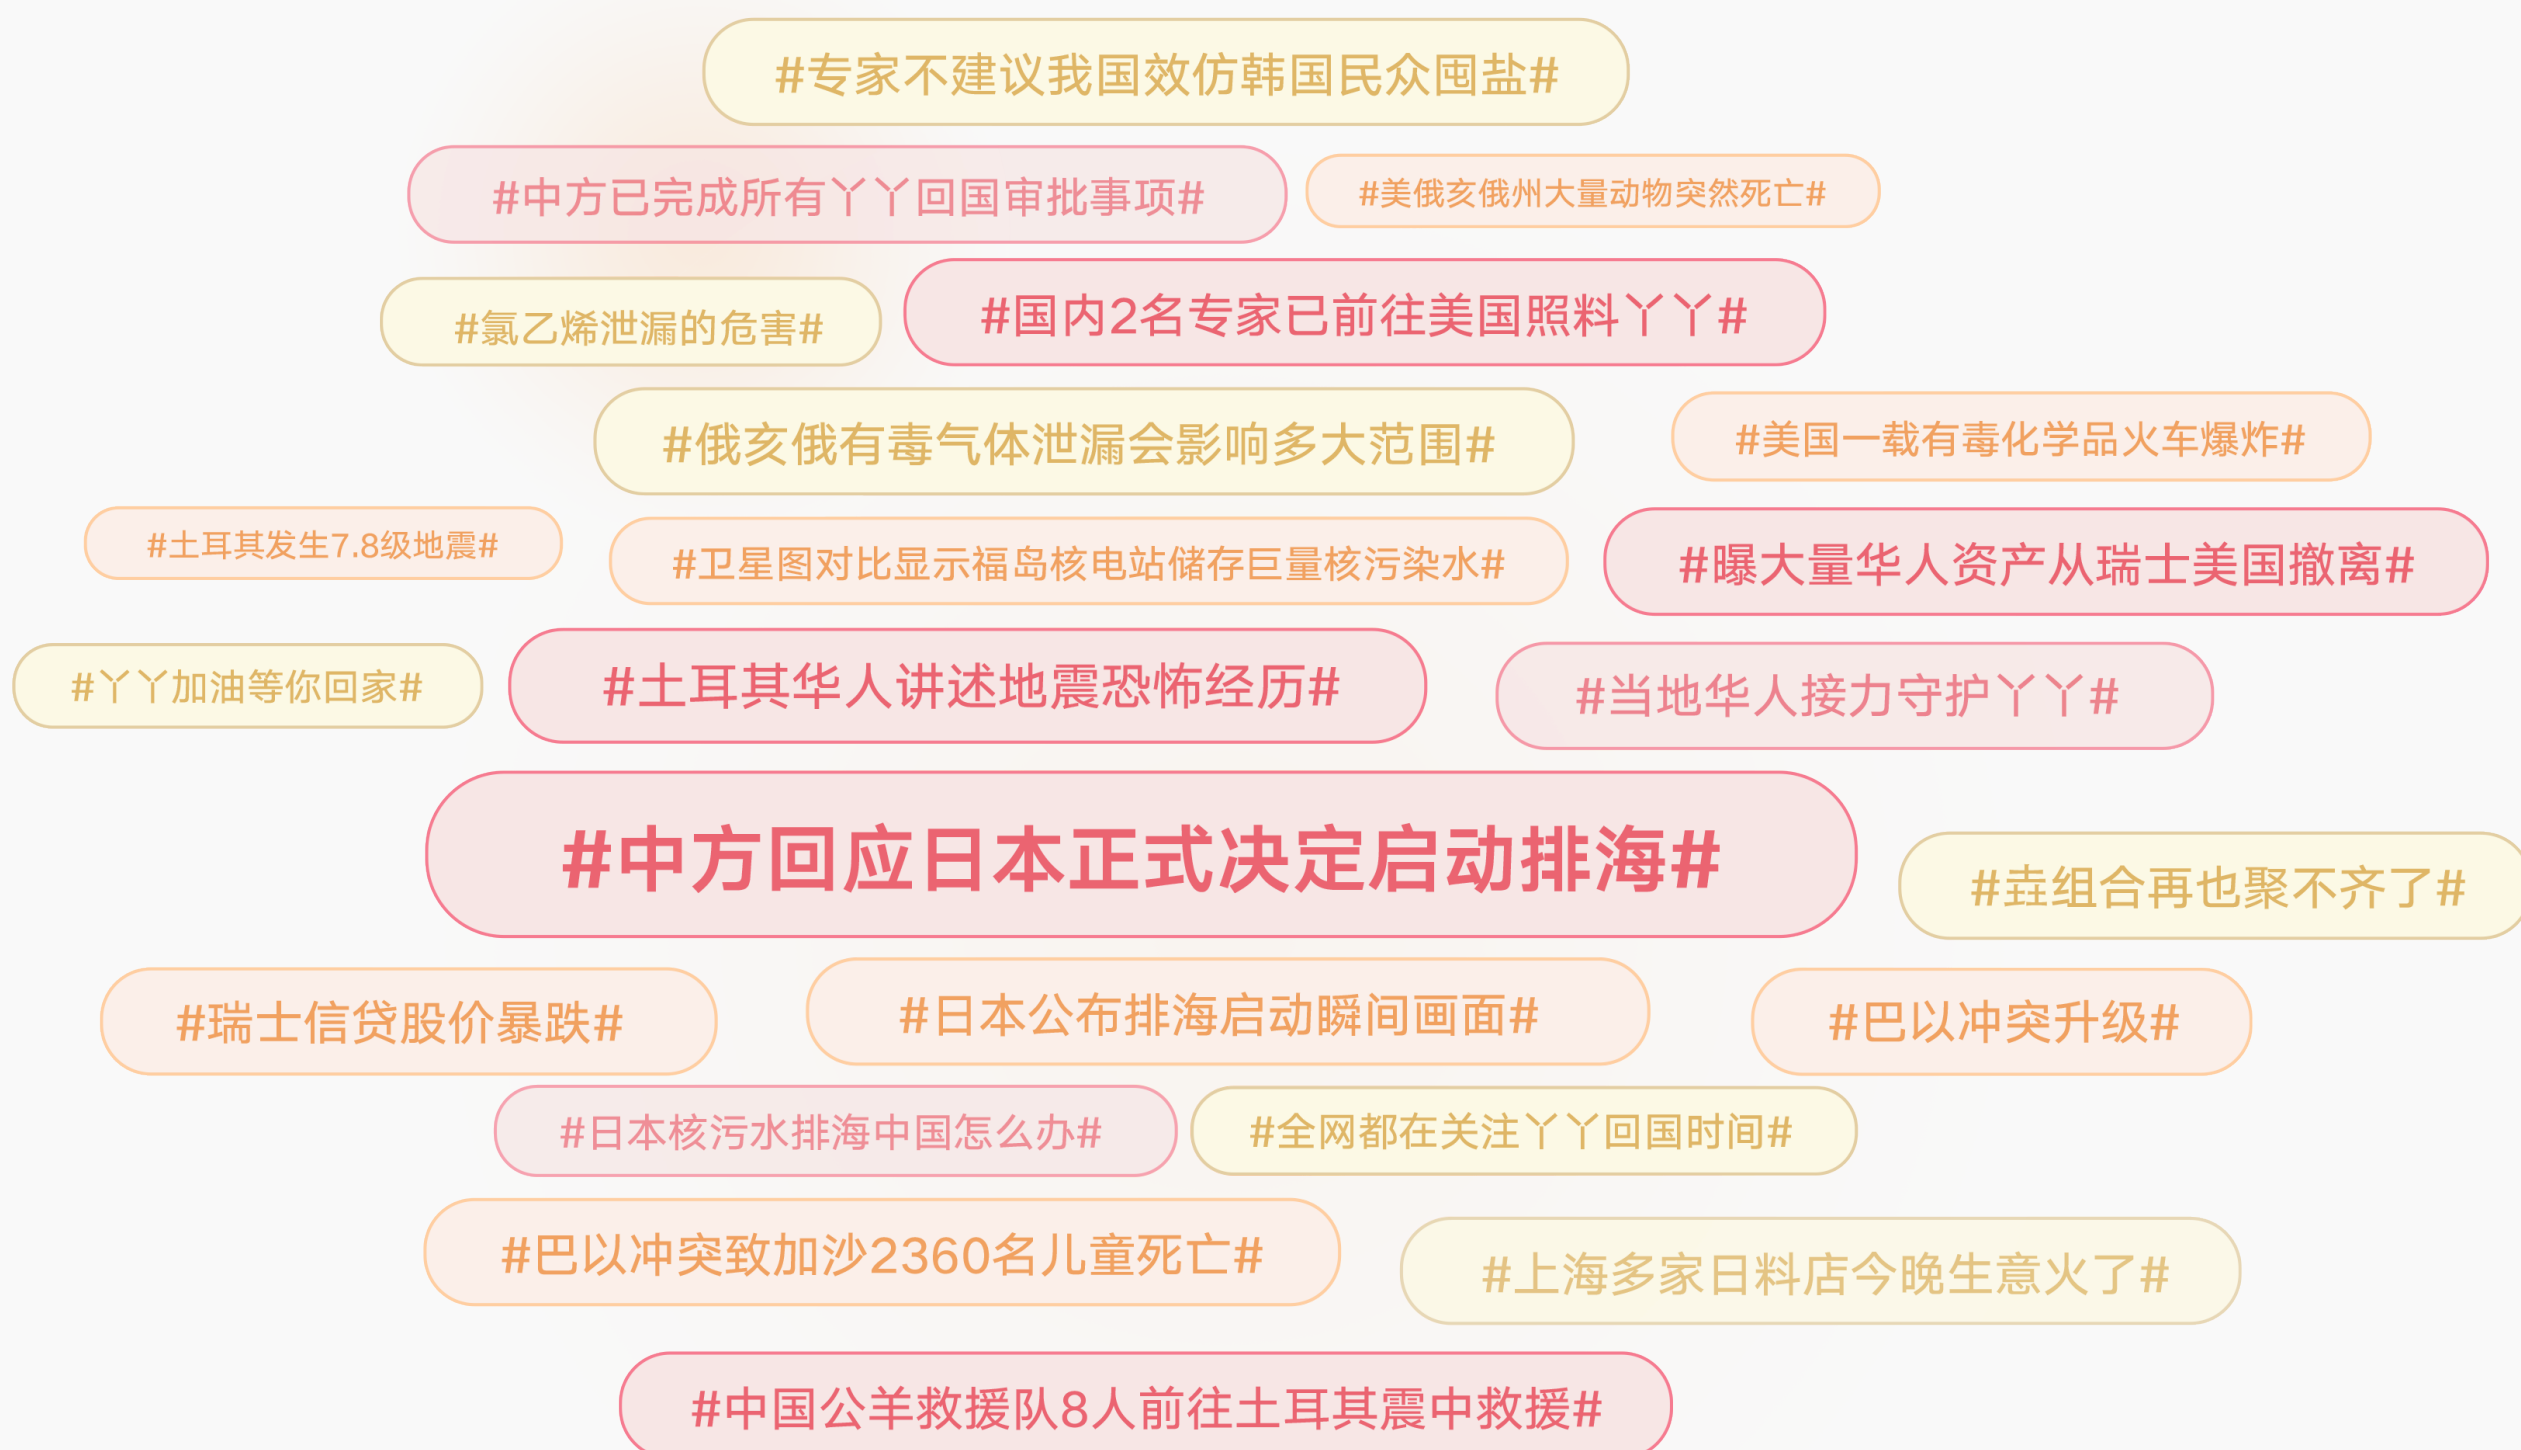 #专家不建议我国效仿韩国民众囤盐#
#中方已完成所有丫丫回国审批事项#
#美俄亥俄州大量动物突然死亡#
#氯乙烯泄漏的危害#
#国内2名专家已前往美国照料丫丫#
#俄亥俄有毒气体泄漏会影响多大范围#
#美国一载有毒化学品火车爆炸#
#土耳其发生7.8级地震#
#卫星图对比显示福岛核电站储存巨量核污染水#
#曝大量华人资产从瑞士美国撤离#
#丫丫加油等你回家#
#土耳其华人讲述地震恐怖经历#
#当地华人接力守护丫丫#
#中方回应日本正式决定启动排海#
#垚组合再也聚不齐了#
#瑞士信贷股价暴跌#
#日本公布排海启动瞬间画面#
#巴以冲突升级#
#日本核污水排海中国怎么办#
#全网都在关注丫丫回国时间#
#巴以冲突致加沙2360名儿童死亡#
#上海多家日料店今晚生意火了#
#中国公羊救援队8人前往土耳其震中救援#